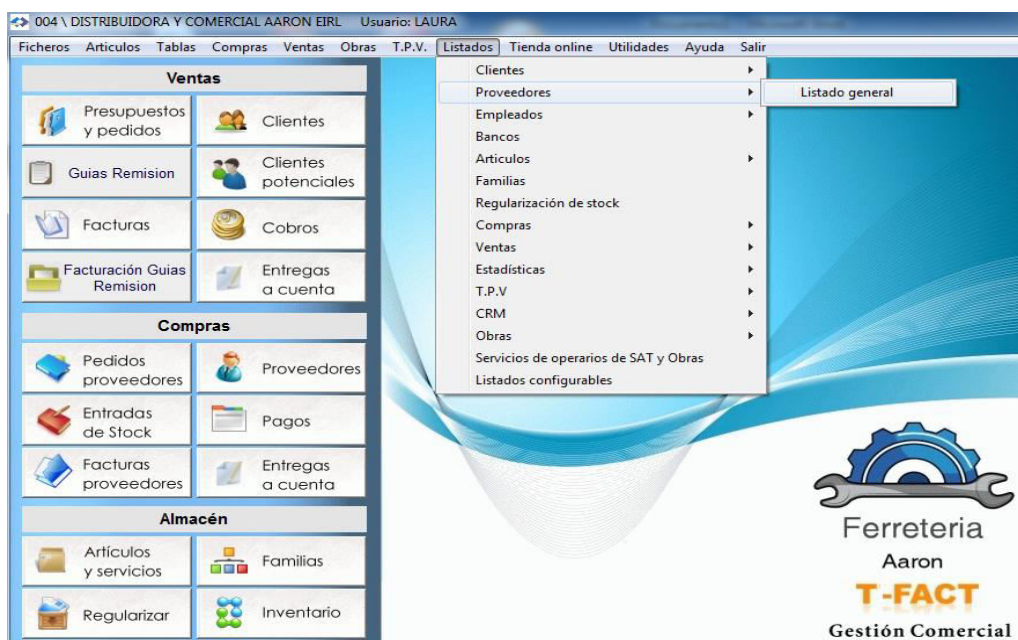 004 \ DISTRIBUIDORA Y COMERCIAL AARON EIRL Usuario: LAURA
Ficheros Articulos Tablas Compras Ventas Obras T.P.V. Listados Tienda online Utilidades Ayuda Salir
Ventas
Presupuestos
y pedidos
Clientes
Guias Remision
Clientes
potenciales
Facturas
Cobros
Facturación Guias
Remision
Entregas
a cuenta
Compras
Pedidos
proveedores
Proveedores
Entradas
de Stock
Pagos
Facturas
proveedores
Entregas
a cuenta
Almacén
Artículos
y servicios
Familias
Regularizar
Inventario
Clientes
Proveedores
Listado general
Empleados
Bancos
Articulos
Familias
Regularización de stock
Compras
Ventas
Estadísticas
T.P.V
CRM
Obras
Servicios de operarios de SAT y Obras
Listados configurables
Ferreteria
Aaron
T-FACT
Gestión Comercial